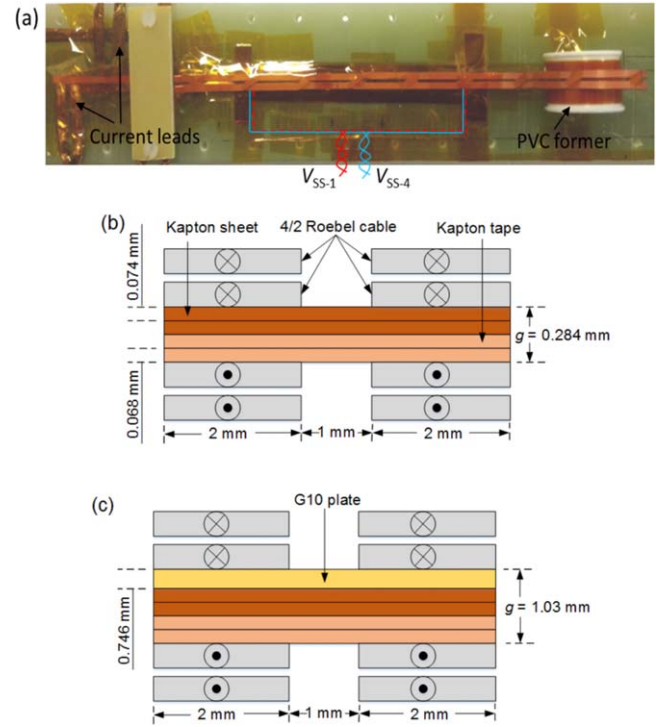 (a)
Current leads
PVC former
VSS-1
VSS-4
(b)
Kapton sheet
4/2 Roebel cable
Kapton tape
0.074 mm
g = 0.284 mm
0.068 mm
2 mm
1 mm
2 mm
(c)
G10 plate
0.746 mm
g = 1.03 mm
2 mm
1 mm
2 mm